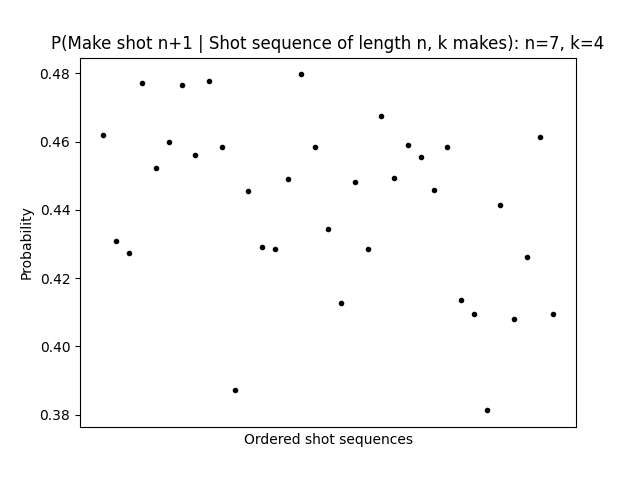 P(Make shot n+1 | Shot sequence of length n, k makes): n=7, k=4
0.48
0.46
0.44
0.42
0.40
0.38
Probability
Ordered shot sequences